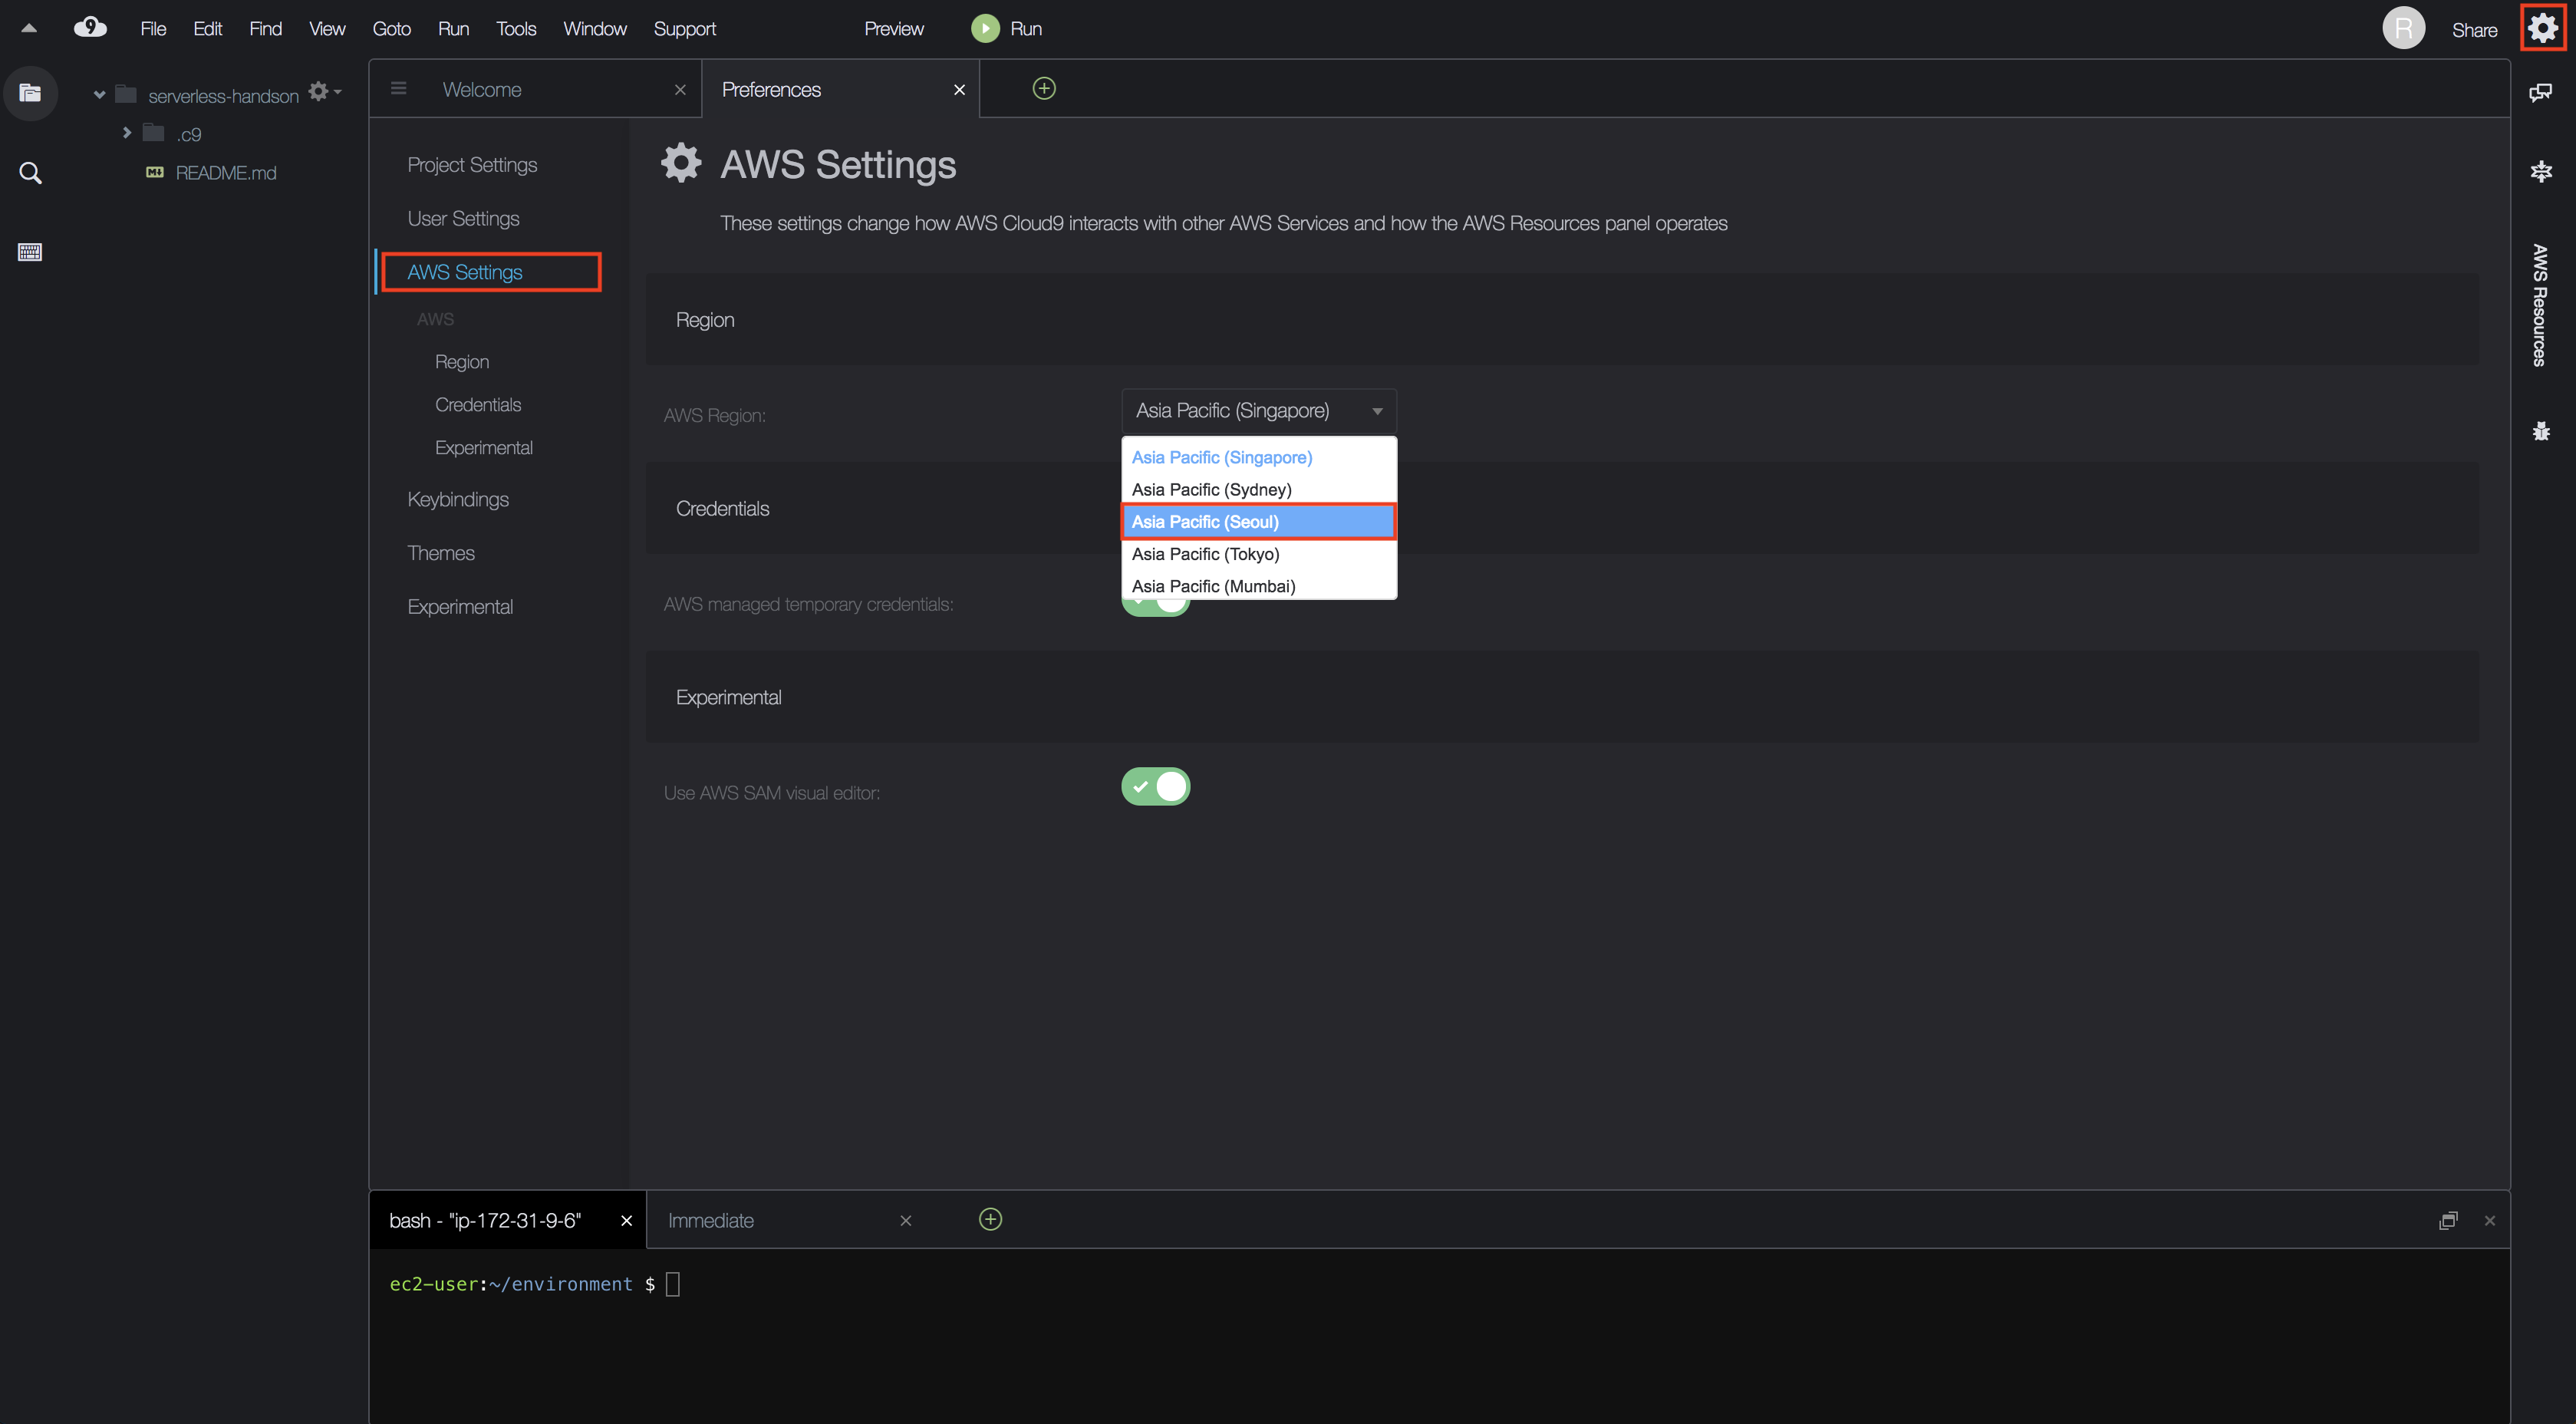 9 File Edit Find View Goto Run Tools Window Support Preview Run R Share
serverless-handson
.c9
README.md
Welcome
Preferences
Project Settings
User Settings
AWS Settings
AWS
Region
Credentials
Experimental
Keybindings
Themes
Experimental
AWS Settings
These settings change how AWS Cloud9 interacts with other AWS Services and how the AWS Resources panel operates
Region
AWS Region:
Asia Pacific (Singapore)
Asia Pacific (Singapore)
Asia Pacific (Sydney)
Asia Pacific (Seoul)
Asia Pacific (Tokyo)
Asia Pacific (Mumbai)
Credentials
AWS managed temporary credentials:
Experimental
Use AWS SAM visual editor:
AWS Resources
bash - "ip-172-31-9-6"
Immediate
ec2-user:~/environment $